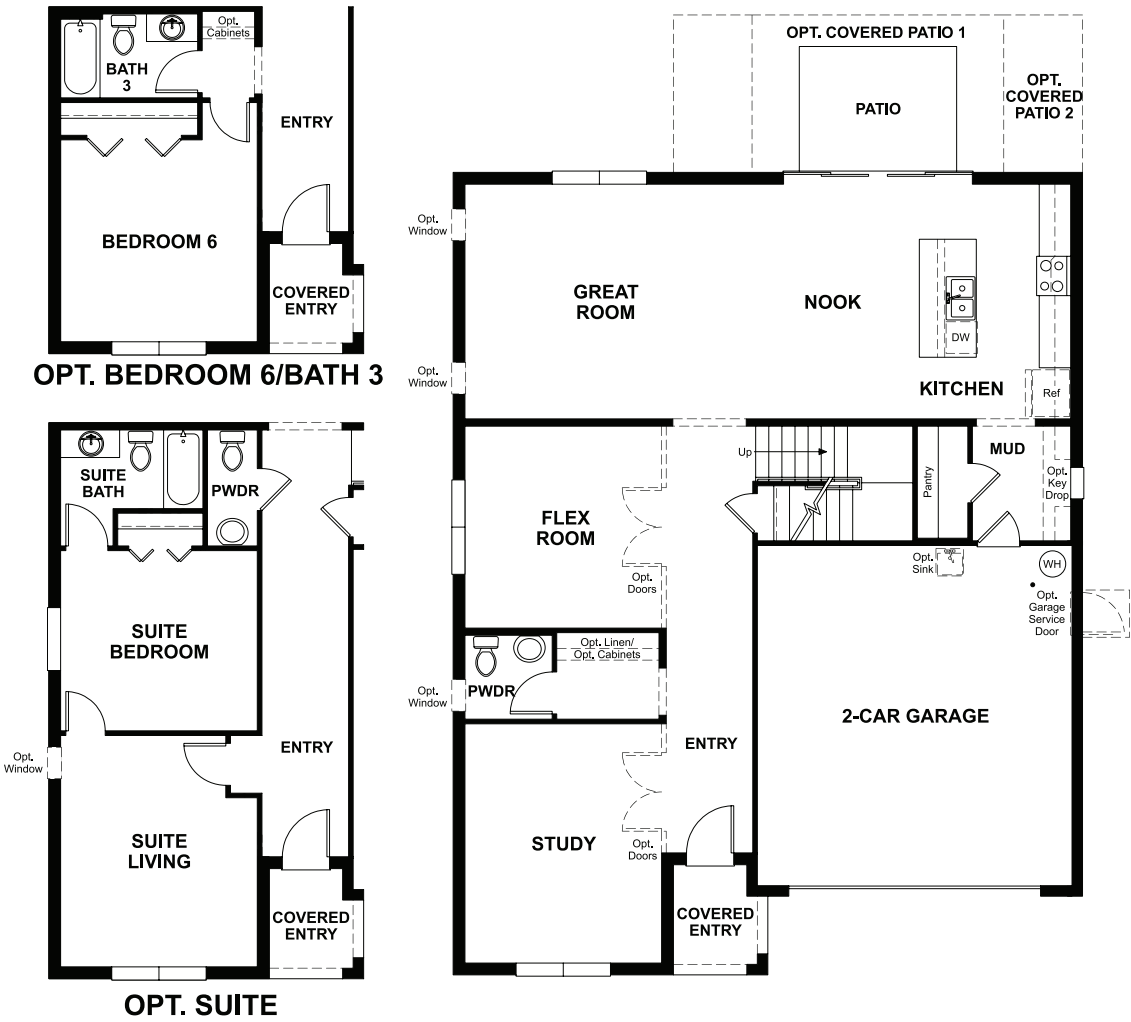 Opt.
Cabinets
BATH
3
ENTRY
BEDROOM 6
COVERED
ENTRY
OPT. BEDROOM 6/BATH 3
SUITE
BATH
PWDR
SUITE
BEDROOM
ENTRY
Opt.
Window
SUITE
LIVING
COVERED
ENTRY
OPT. SUITE
OPT. COVERED PATIO 1
OPT.
COVERED
PATIO 2
PATIO
Opt.
Window
GREAT
ROOM
NOOK
DW
Opt.
Window
KITCHEN
Ref
Up
Pantry
MUD
Opt.
Key
Drop
FLEX
ROOM
Opt.
Doors
Opt.
Sink
WH
Opt.
Garage
Service
Door
Opt. Linen/
Opt. Cabinets
PWDR
Opt.
Window
2-CAR GARAGE
ENTRY
STUDY
Opt.
Doors
COVERED
ENTRY